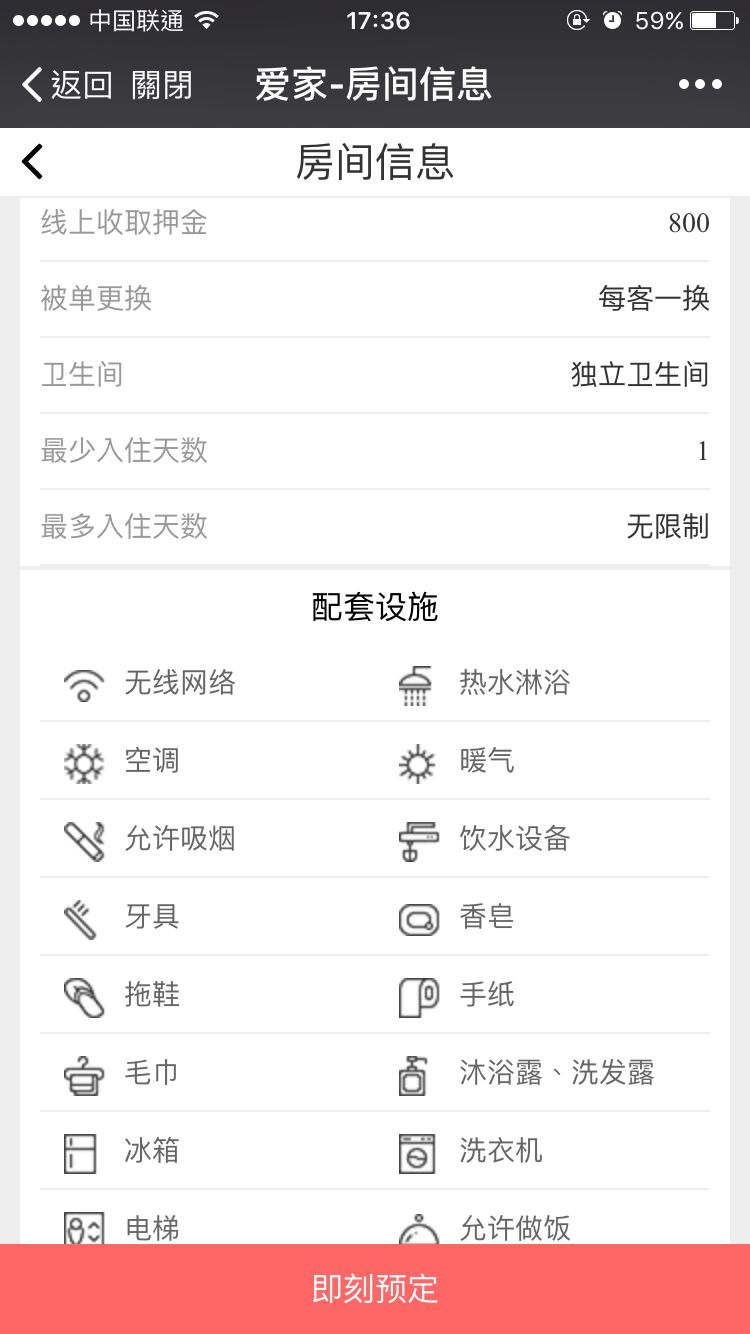 中国联通 17:36 59%
返回 關閉 爱家-房间信息
房间信息
线上收取押金 800
被单更换 每客一换
卫生间 独立卫生间
最少入住天数 1
最多入住天数 无限制
配套设施
无线网络 热水淋浴
空调 暖气
允许吸烟 饮水设备
牙具 香皂
拖鞋 手纸
毛巾 沐浴露、洗发露
冰箱 洗衣机
电梯 允许做饭
即刻预定